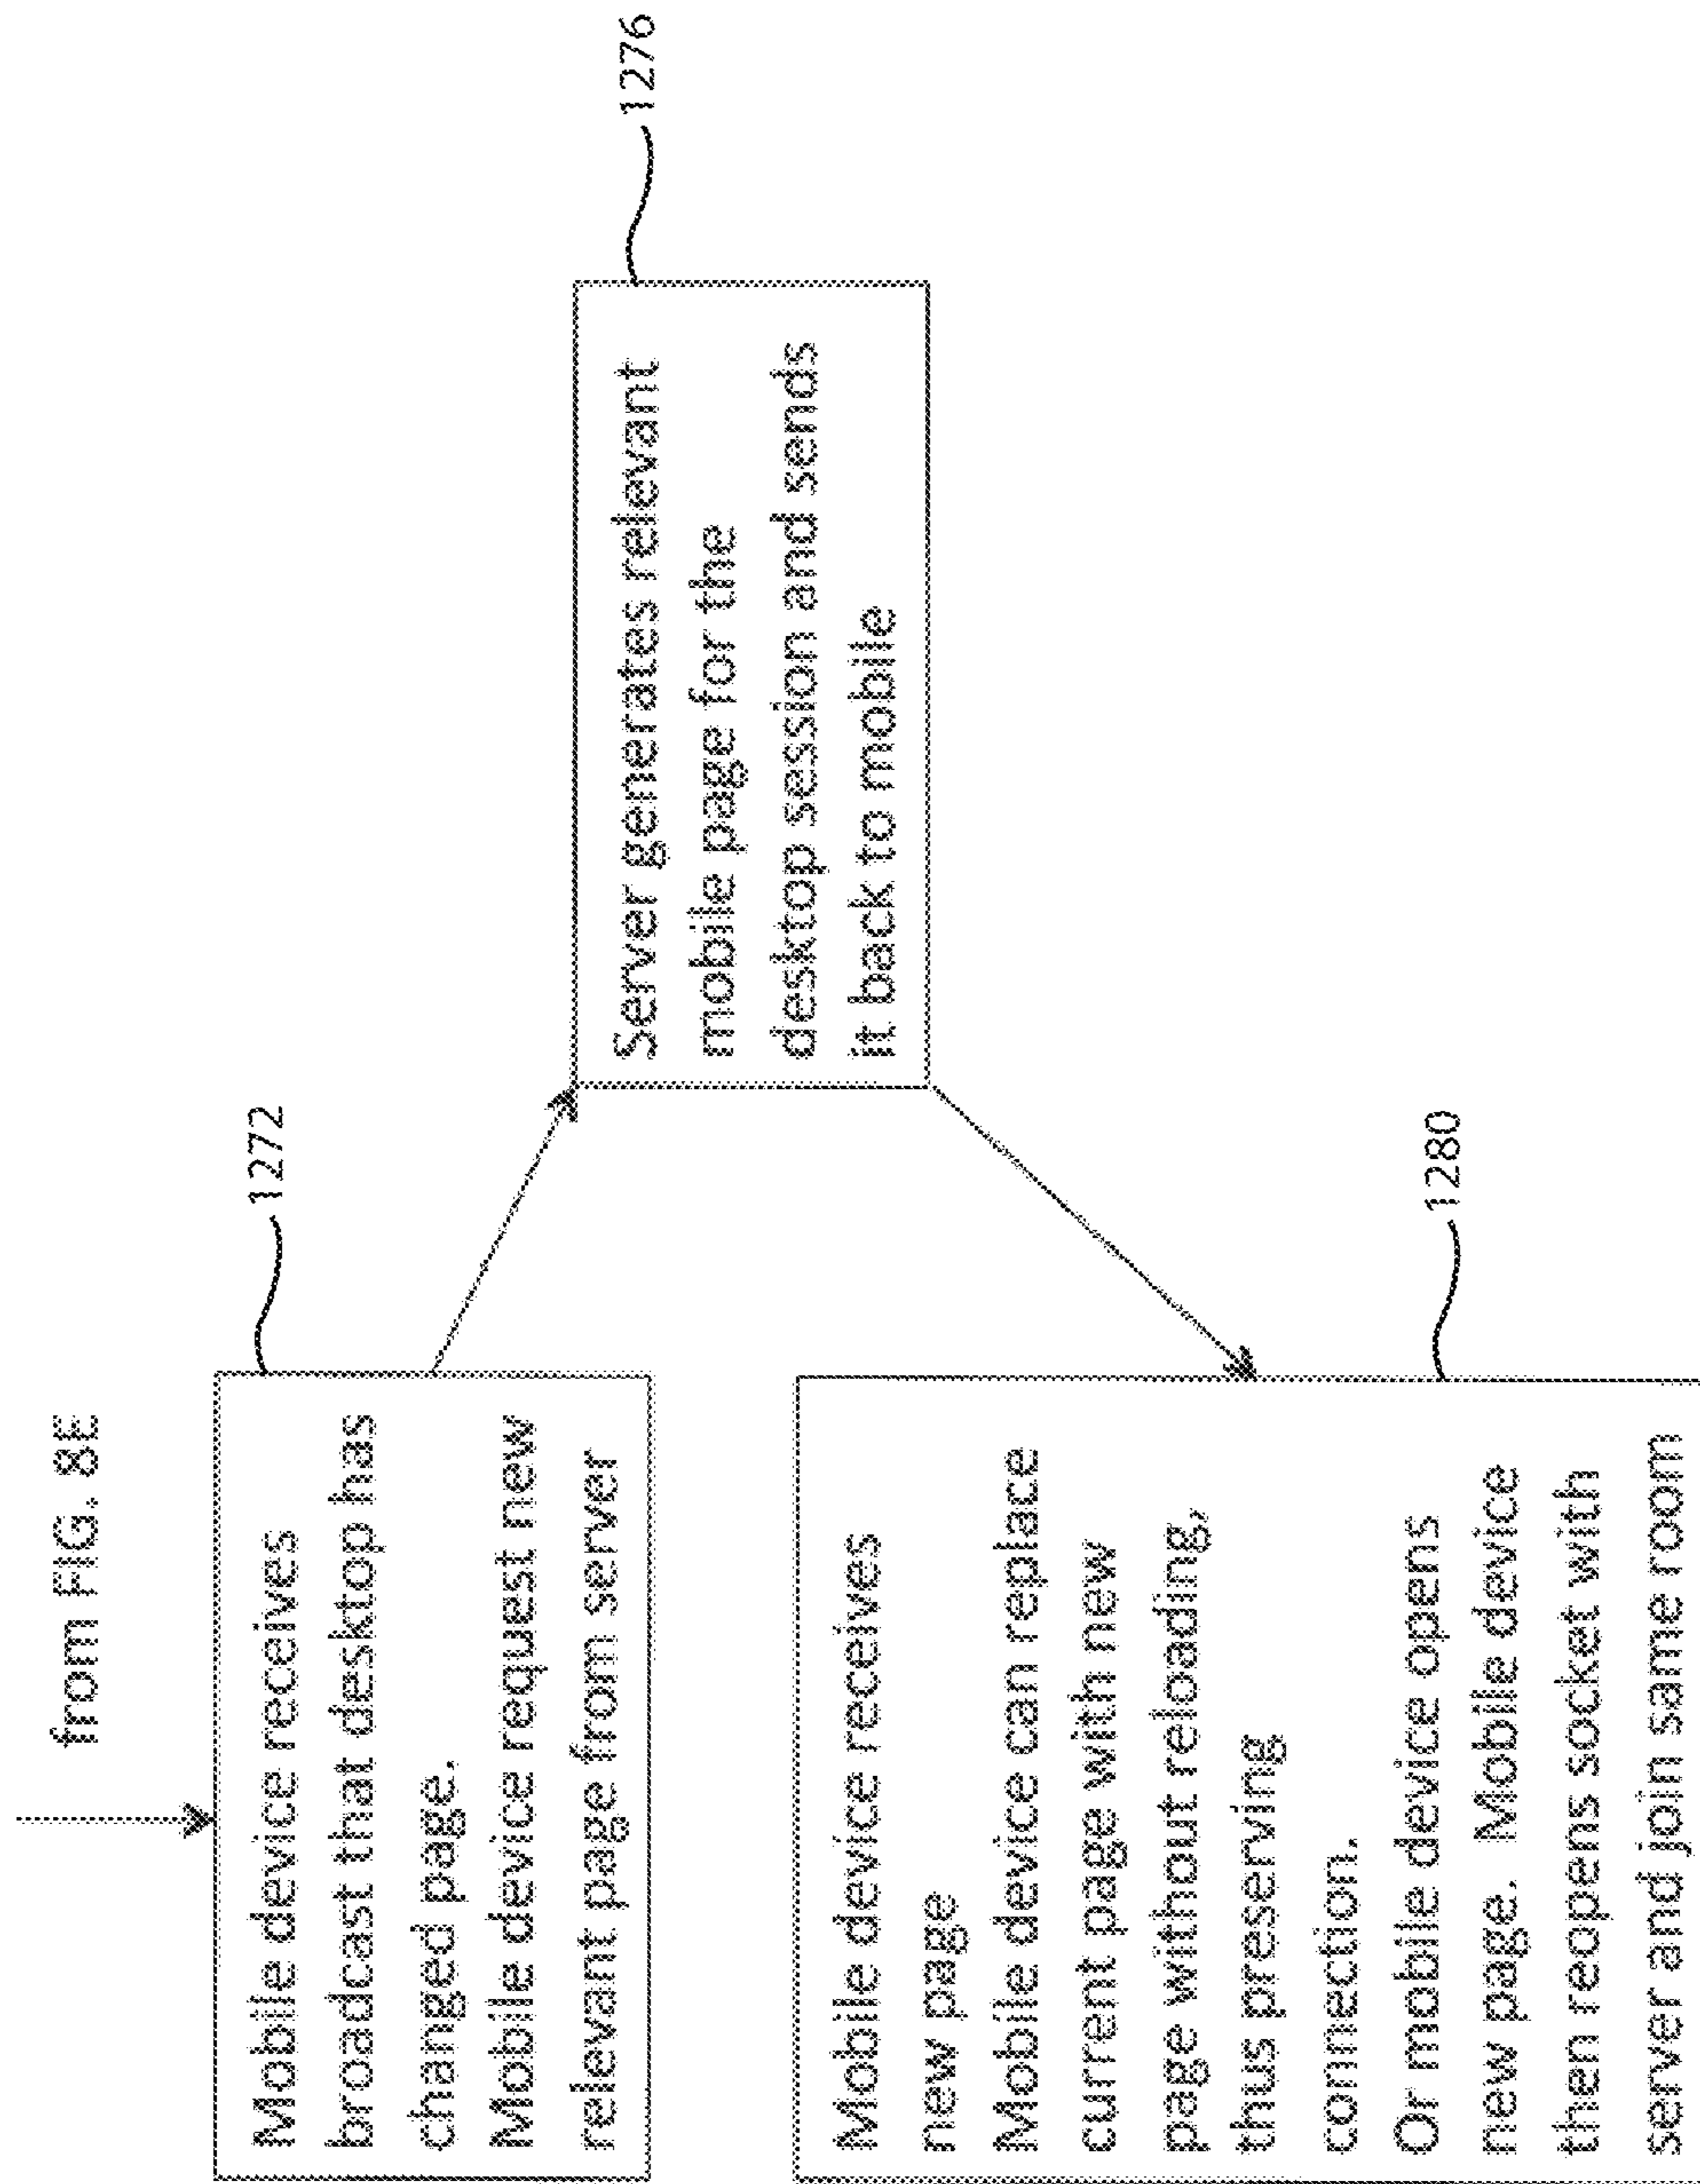 from FIG. 8E
1272
Mobile device receives
broadcast that desktop has
changed page.
Mobile device request new
relevant page from server
1276
Server generates relevant
mobile page for the
desktop session and sends
it back to mobile
1280
Mobile device receives
new page
Mobile device can replace
current page with new
page without reloading,
thus preserving
connection.
Or mobile device opens
new page. Mobile device
then reopens socket with
server and join same room